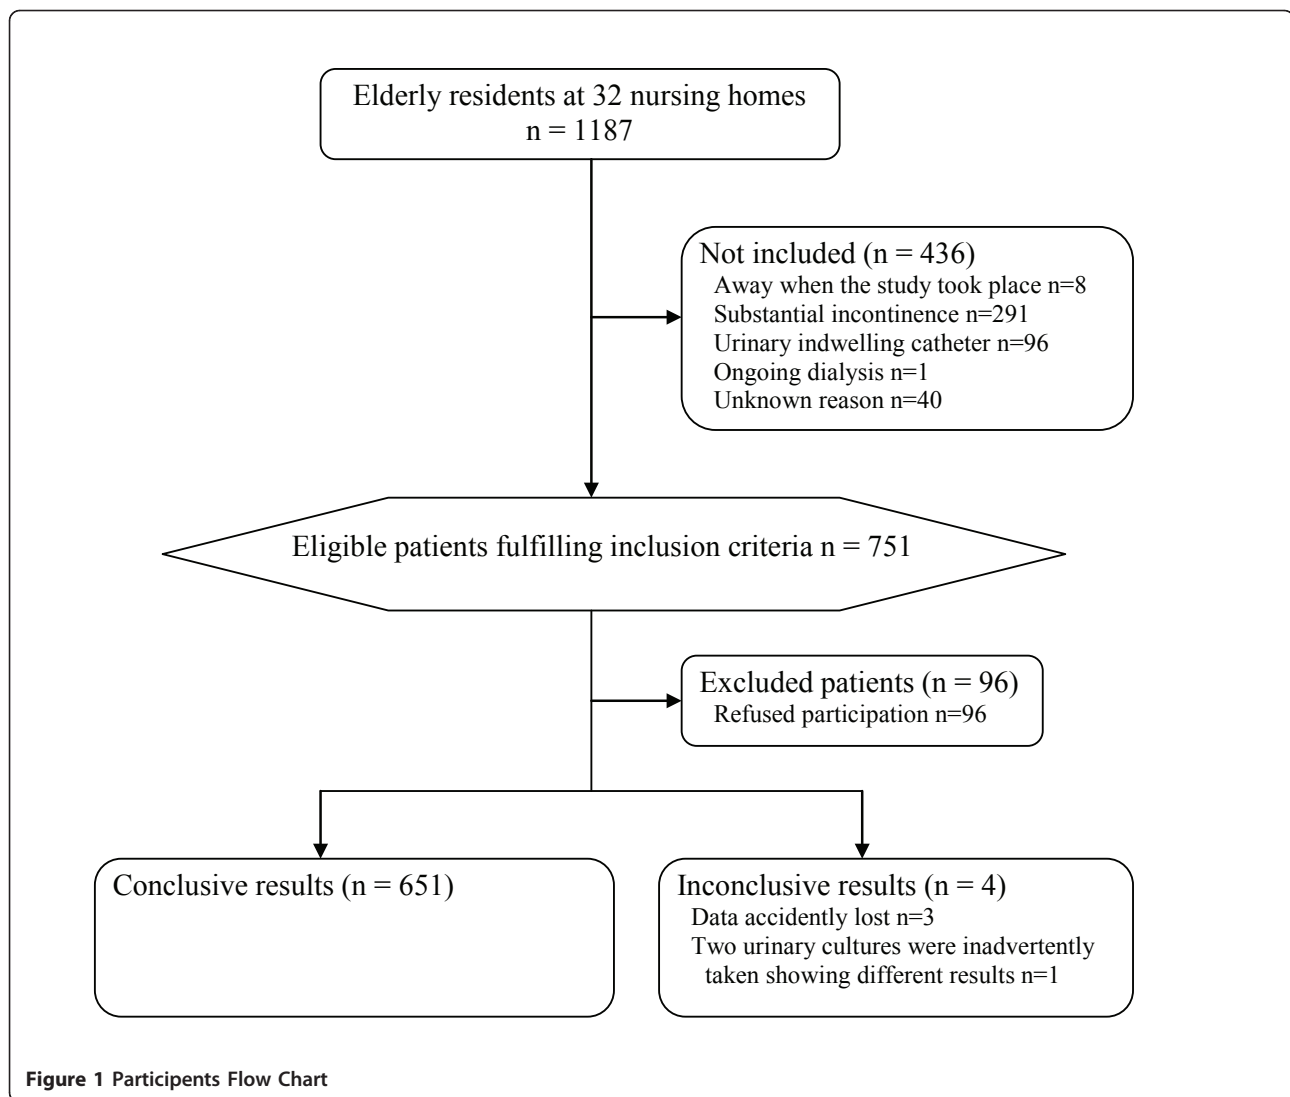 Elderly residents at 32 nursing homes
n = 1187
Not included (n = 436)
Away when the study took place n=8
Substantial incontinence n=291
Urinary indwelling catheter n=96
Ongoing dialysis n=1
Unknown reason n=40
Eligible patients fulfilling inclusion criteria n = 751
Excluded patients (n = 96)
Refused participation n=96
Conclusive results (n = 651)
Inconclusive results (n = 4)
Data accidently lost n=3
Two urinary cultures were inadvertently
taken showing different results n=1
Figure 1 Participents Flow Chart